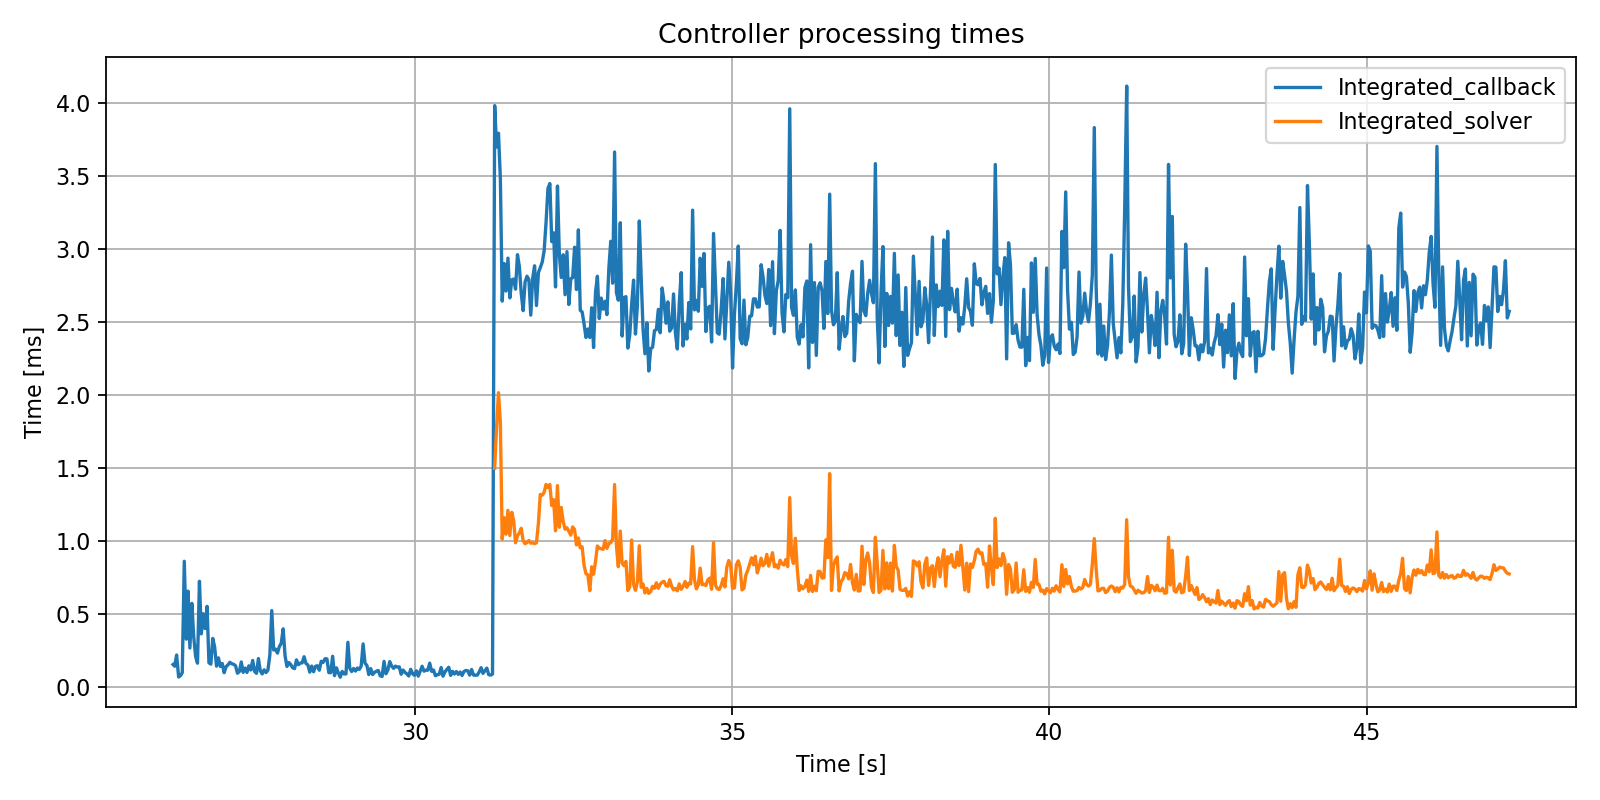 Controller processing times
Integrated_callback
Integrated_solver
Time [ms]
4.0
3.5
3.0
2.5
2.0
1.5
1.0
0.5
0.0
30
35
40
45
Time [s]